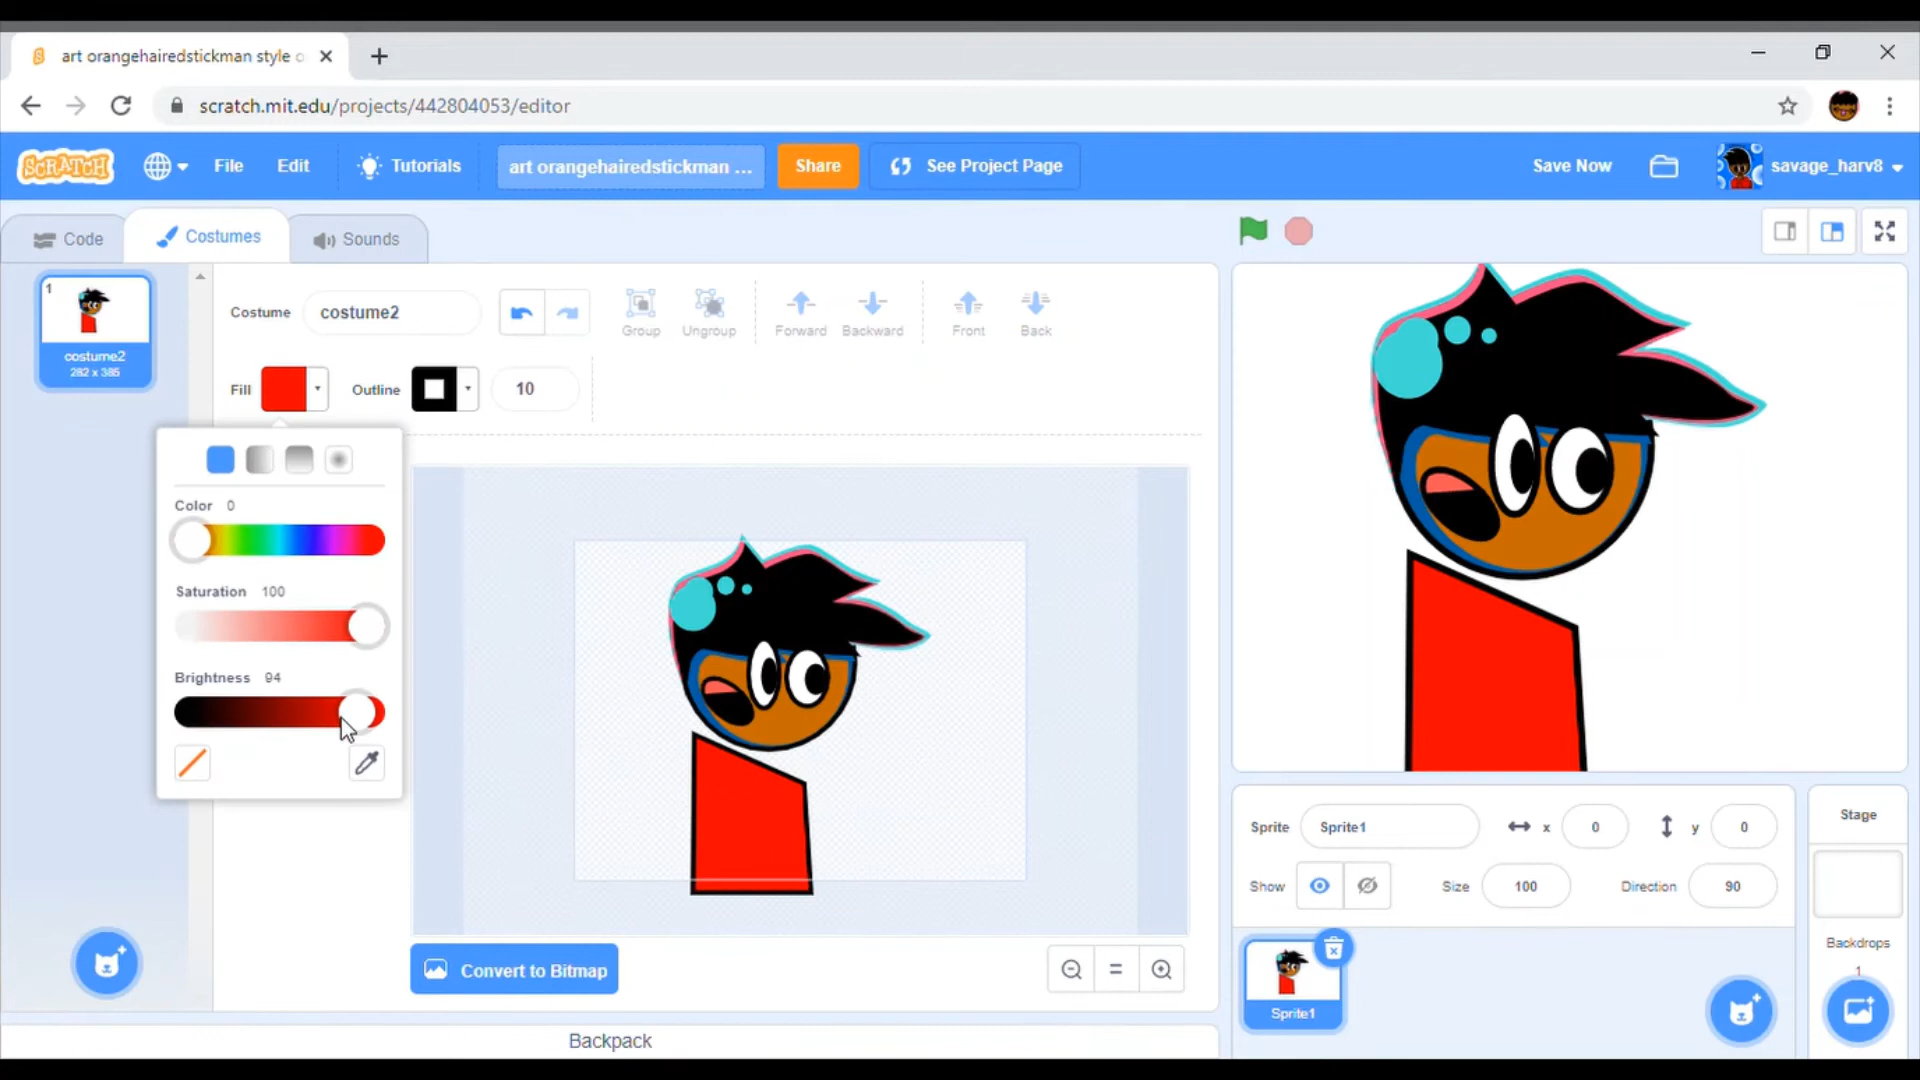 art orangehairedstickman style o
scratch.mit.edu/projects/442804053/editor
SCRATCH
File
Edit
Tutorials
art orangehairedstickman ...
Share
See Project Page
Save Now
savage_harv8
Code
Costumes
Sounds
1
costume2
282 x 385
Costume
costume2
Group
Ungroup
Forward
Backward
Front
Back
Fill
Outline
10
Color 0
Saturation 100
Brightness 94
Convert to Bitmap
Backpack
Sprite
Sprite1
x
0
y
0
Show
Size
100
Direction
90
Sprite1
Stage
Backdrops
1